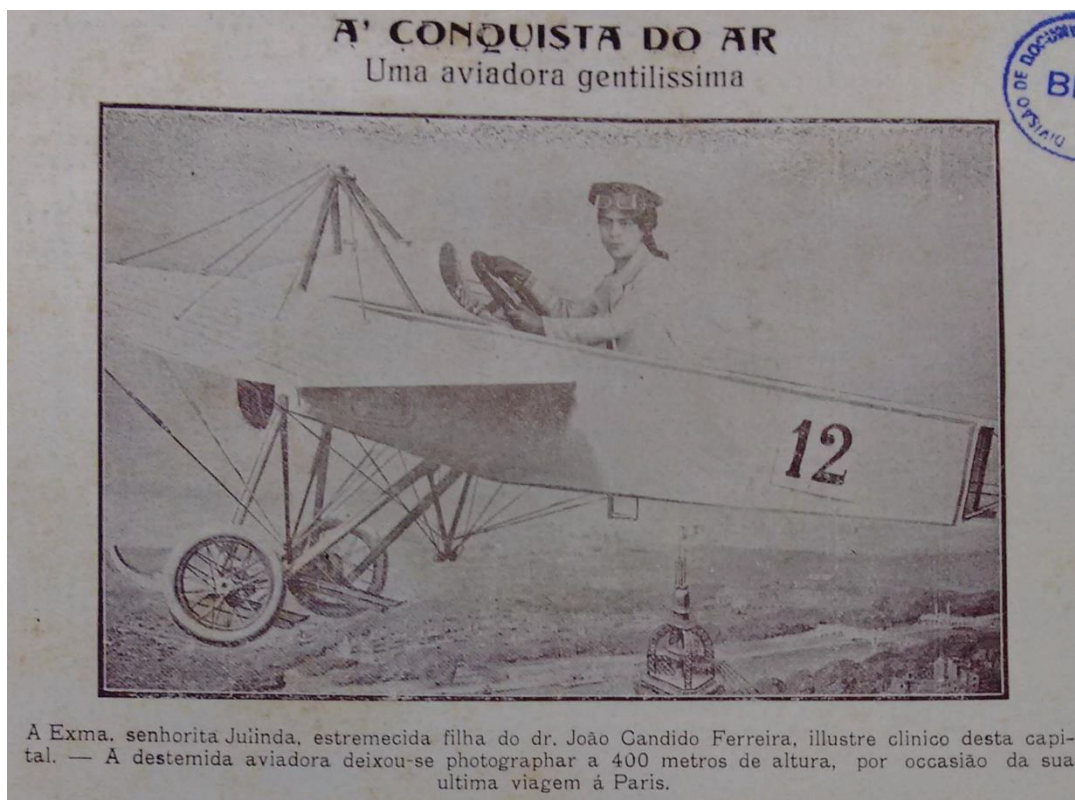 A' CONQUISTA DO AR
Uma aviadora gentilissima
DIVISÃO DE
12
A Exma. senhorita Julinda, estremecida filha do dr. João Candido Ferreira, illustre clinico desta capi-
tal. — A destemida aviadora deixou-se photographar a 400 metros de altura, por occasião da sua
ultima viagem á Paris.